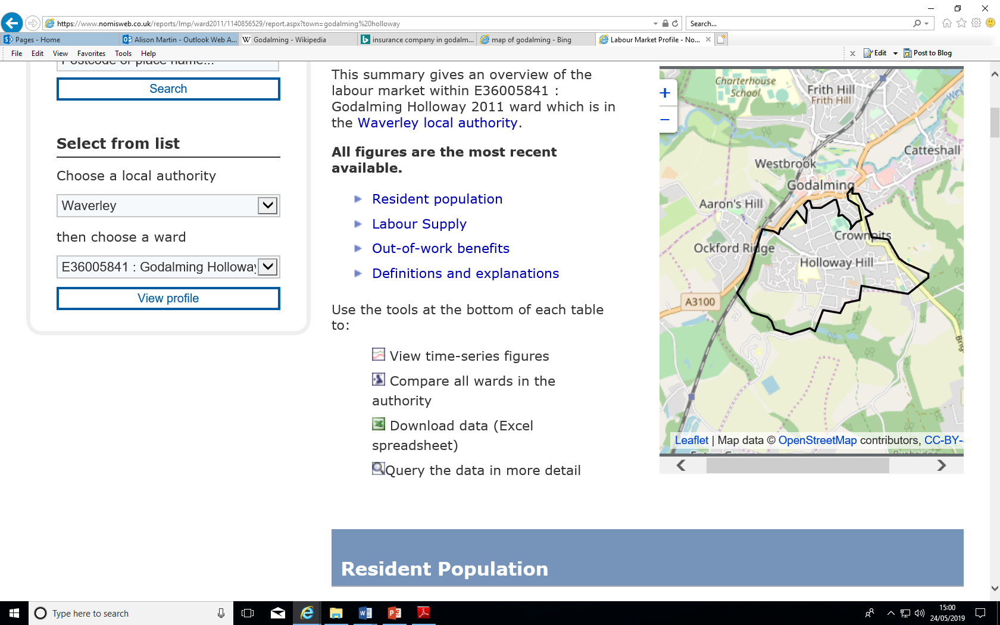 https://www.nomisweb.co.uk/reports/lmp/ward2011/1140856529/report.aspx?town=godalming%20holloway
Search...
Pages - Home
Alison Martin - Outlook Web A...
Godalming - Wikipedia
insurance company in godalm...
map of godalming - Bing
Labour Market Profile - No...
File Edit View Favorites Tools Help
Edit
Post to Blog
Postcode or place name...
Search
Select from list
Choose a local authority
Waverley
then choose a ward
E36005841 : Godalming Holloway
View profile
This summary gives an overview of the
labour market within E36005841 :
Godalming Holloway 2011 ward which is in
the Waverley local authority.
All figures are the most recent
available.
Resident population
Labour Supply
Out-of-work benefits
Definitions and explanations
Use the tools at the bottom of each table
to:
View time-series figures
Compare all wards in the
authority
Download data (Excel
spreadsheet)
Query the data in more detail
+
−
Charterhouse
School
Frith Hill
Frith Hill
Wey
Catteshall
Westbrook
Godalming
Aaron's Hill
Crownpits
Ockford Ridge
Holloway Hill
A3100
Brig
Leaflet | Map data © OpenStreetMap contributors, CC-BY-
Resident Population
Type here to search
15:00
24/05/2019